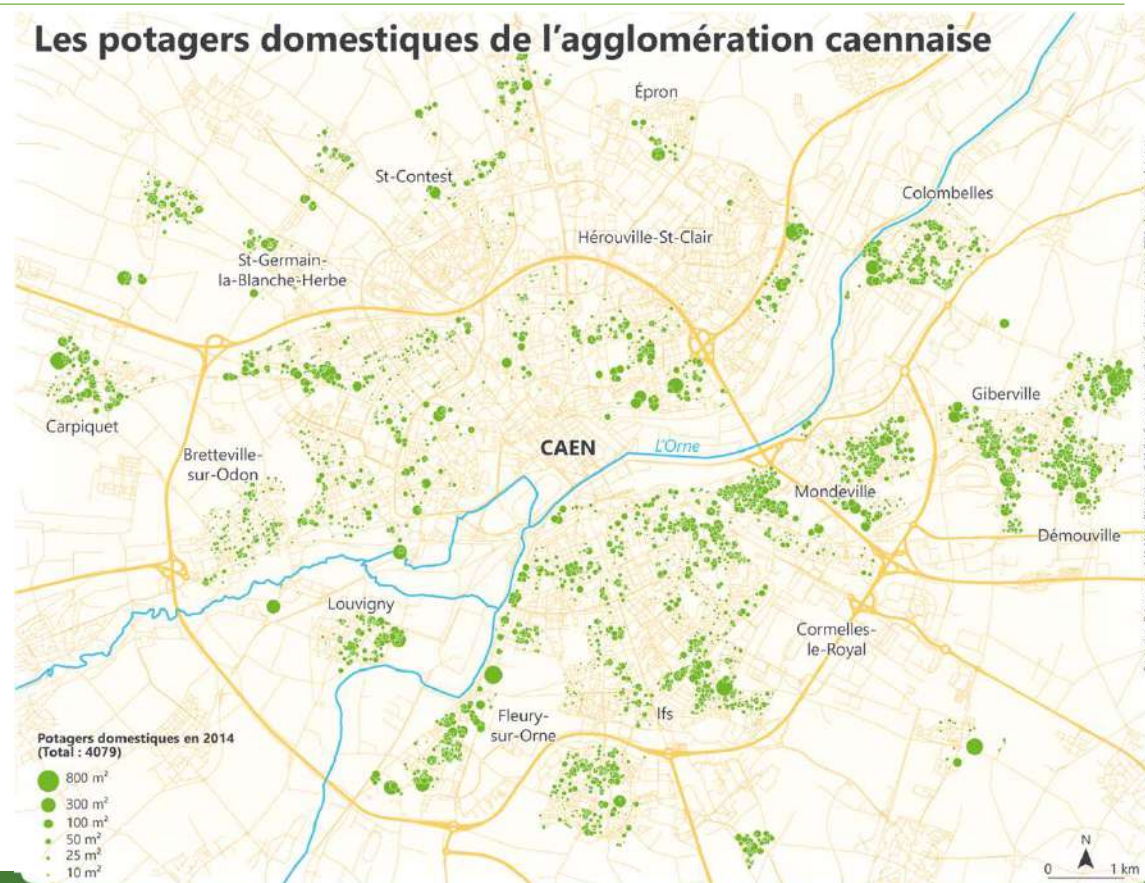 Les potagers domestiques de l'agglomération caennaise
Épron
St-Contest
Colombelles
Hérouville-St-Clair
St-Germain-
la-Blanche-Herbe
Giberville
Carpiquet
CAEN
L'Orne
Bretteville-
sur-Odon
Mondeville
Démouville
Louvigny
Cormelles-
le-Royal
Fleury-
sur-Orne
Ifs
Potagers domestiques en 2014
(Total : 4079)
800 m²
300 m²
100 m²
50 m²
25 m²
10 m²
N
0 1 km